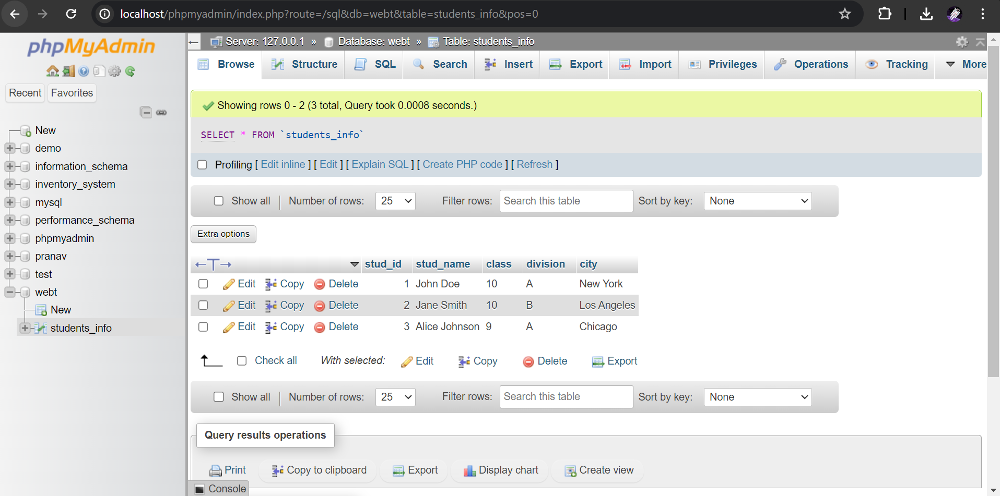 localhost/phpmyadmin/index.php?route=/sql&db=webt&table=students_info&pos=0
phpMyAdmin
Recent Favorites
New
demo
information_schema
inventory_system
mysql
performance_schema
phpmyadmin
pranav
test
webt
New
students_info
Server: 127.0.0.1 » Database: webt » Table: students_info
Browse Structure SQL Search Insert Export Import Privileges Operations Tracking More
Showing rows 0 - 2 (3 total, Query took 0.0008 seconds.)
SELECT * FROM `students_info`
Profiling [ Edit inline ] [ Edit ] [ Explain SQL ] [ Create PHP code ] [ Refresh ]
Show all | Number of rows: 25 Filter rows: Search this table Sort by key: None
Extra options
←T→ stud_id stud_name class division city
Edit Copy Delete 1 John Doe 10 A New York
Edit Copy Delete 2 Jane Smith 10 B Los Angeles
Edit Copy Delete 3 Alice Johnson 9 A Chicago
Check all With selected: Edit Copy Delete Export
Show all | Number of rows: 25 Filter rows: Search this table Sort by key: None
Query results operations
Print Copy to clipboard Export Display chart Create view
Console